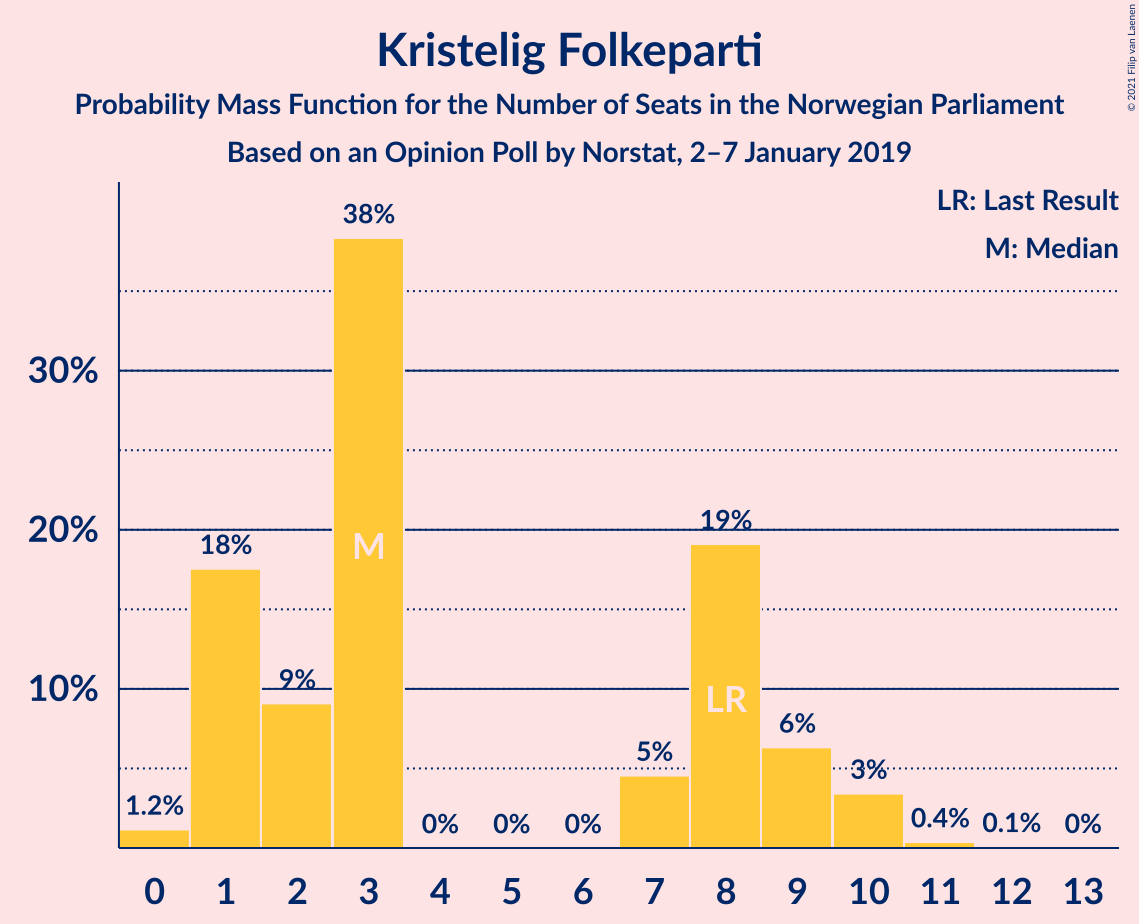 Kristelig Folkeparti
Probability Mass Function for the Number of Seats in the Norwegian Parliament
Based on an Opinion Poll by Norstat, 2–7 January 2019
© 2021 Filip van Laenen
LR: Last Result
M: Median
38%
30%
20%
19%
18%
M
10%
9%
LR
6%
5%
3%
1.2%
0% 0% 0%
0.4% 0.1% 0%
0 1 2 3 4 5 6 7 8 9 10 11 12 13